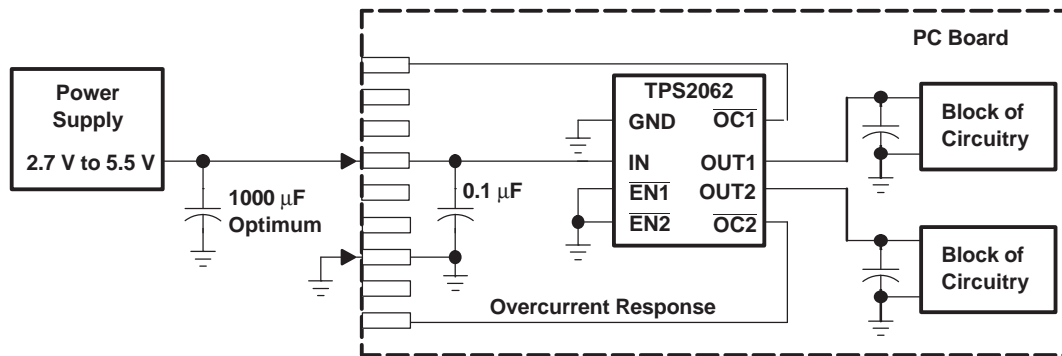 PC Board
Power
Supply
2.7 V to 5.5 V
1000 μF
Optimum
0.1 μF
TPS2062
GND
OC1
IN
OUT1
EN1
OUT2
EN2
OC2
Overcurrent Response
Block of
Circuitry
Block of
Circuitry